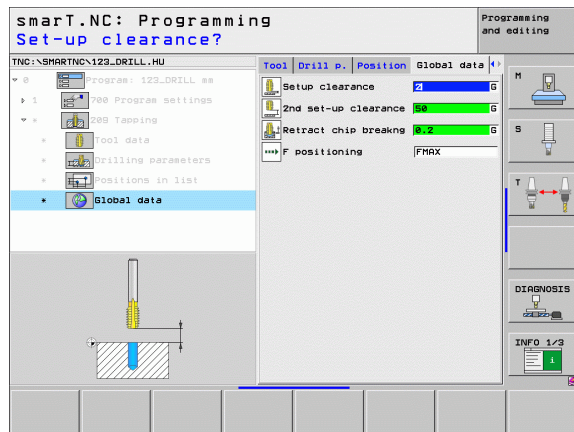 smarT.NC: Programming
Set-up clearance?
Programming
and editing
TNC:\SMARTNC\123_DRILL.HU
0 Program: 123_DRILL mm
1 700 Program settings
* 209 Tapping
* Tool data
* Drilling parameters
* Positions in list
* Global data
Tool Drill p. Position Global data
Setup clearance 2 G
2nd set-up clearance 50 G
Retract chip breakng 0.2 G
F positioning FMAX
M
S
T
DIAGNOSIS
INFO 1/3
i